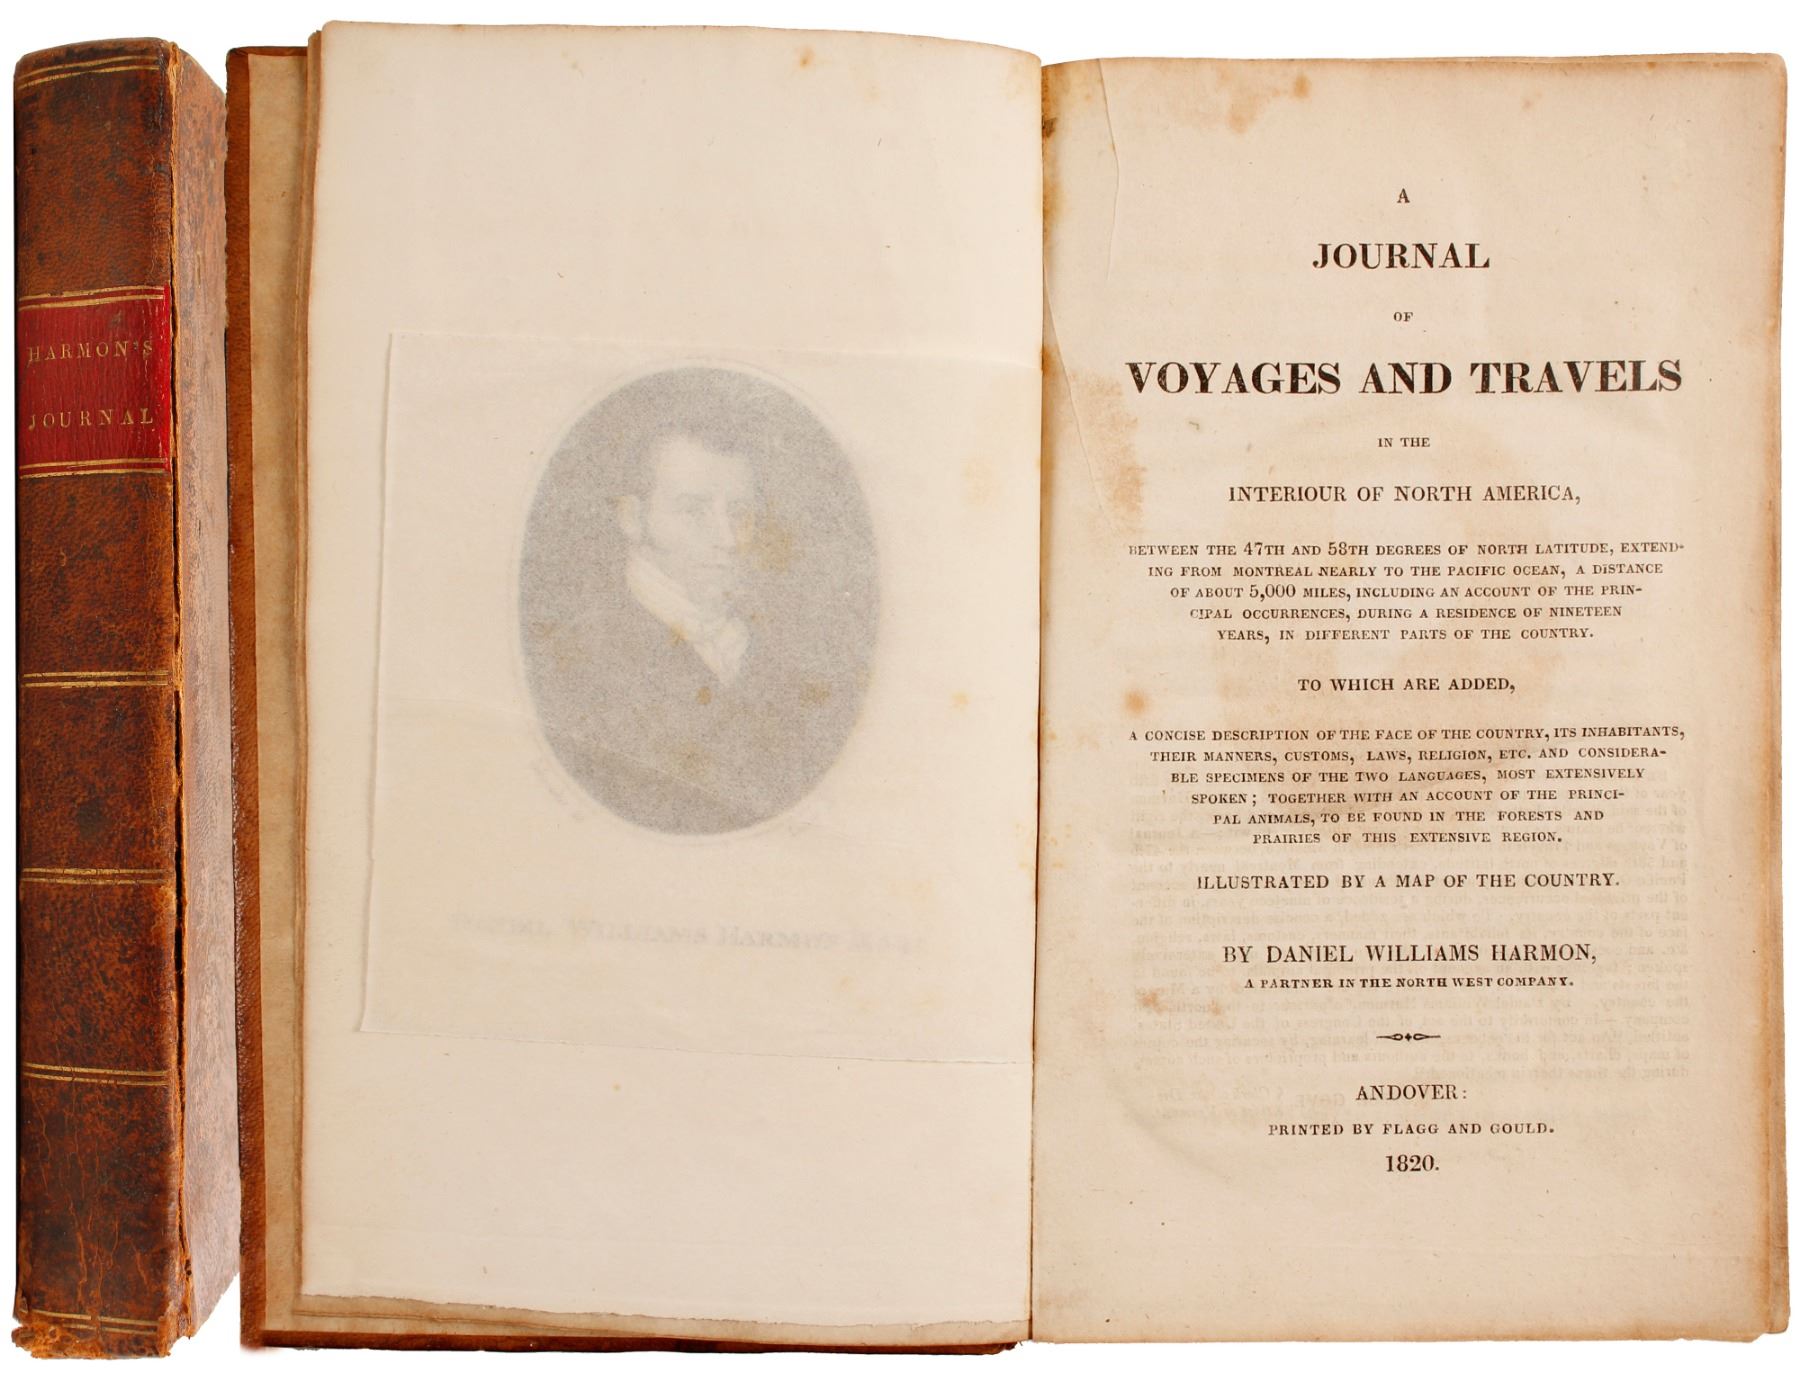 HARMON'S
JOURNAL
DANIEL WILLIAMS HARMON
A
JOURNAL
OF
VOYAGES AND TRAVELS
IN THE
INTERIOUR OF NORTH AMERICA,
BETWEEN THE 47TH AND 58TH DEGREES OF NORTH LATITUDE, EXTEND-
ING FROM MONTREAL NEARLY TO THE PACIFIC OCEAN, A DISTANCE
OF ABOUT 5,000 MILES, INCLUDING AN ACCOUNT OF THE PRIN-
CIPAL OCCURRENCES, DURING A RESIDENCE OF NINETEEN
YEARS, IN DIFFERENT PARTS OF THE COUNTRY.
TO WHICH ARE ADDED,
A CONCISE DESCRIPTION OF THE FACE OF THE COUNTRY, ITS INHABITANTS,
THEIR MANNERS, CUSTOMS, LAWS, RELIGION, ETC. AND CONSIDERA-
BLE SPECIMENS OF THE TWO LANGUAGES, MOST EXTENSIVELY
SPOKEN; TOGETHER WITH AN ACCOUNT OF THE PRINCI-
PAL ANIMALS, TO BE FOUND IN THE FORESTS AND
PRAIRIES OF THIS EXTENSIVE REGION.
ILLUSTRATED BY A MAP OF THE COUNTRY.
BY DANIEL WILLIAMS HARMON,
A PARTNER IN THE NORTH WEST COMPANY.
ANDOVER:
PRINTED BY FLAGG AND GOULD.
1820.